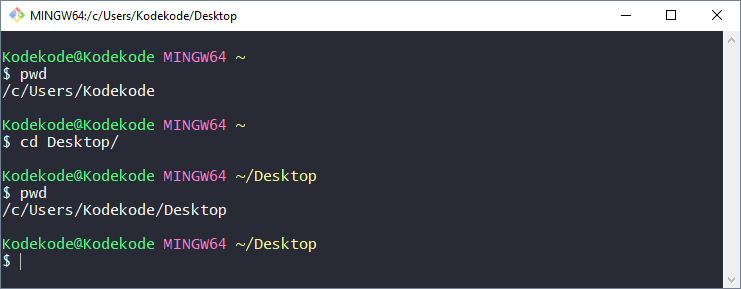 MINGW64:/c/Users/Kodekode/Desktop
Kodekode@Kodekode MINGW64 ~
$ pwd
/c/Users/Kodekode
Kodekode@Kodekode MINGW64 ~
$ cd Desktop/
Kodekode@Kodekode MINGW64 ~/Desktop
$ pwd
/c/Users/Kodekode/Desktop
Kodekode@Kodekode MINGW64 ~/Desktop
$